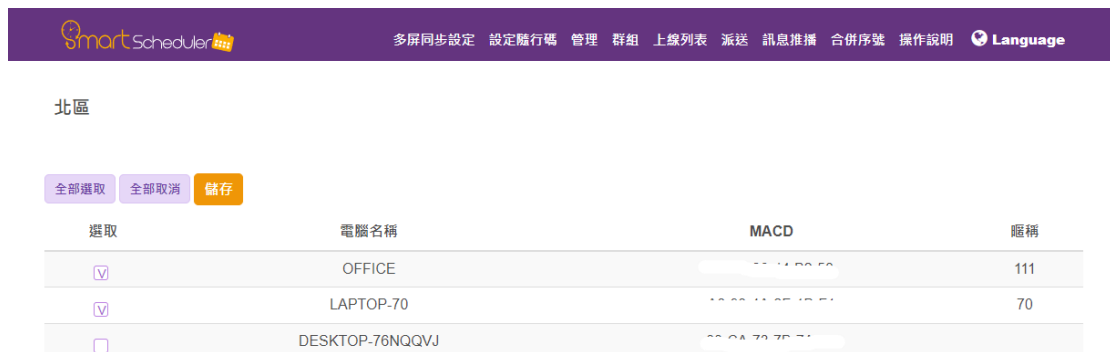 Smart Scheduler 多屏同步設定 設定隨行碼 管理 群組 上線列表 派送 訊息推播 合併序號 操作說明 Language
北區
全部選取 全部取消 儲存
選取 電腦名稱 MACD 暱稱
V OFFICE 111
V LAPTOP-70 70
DESKTOP-76NQQVJ